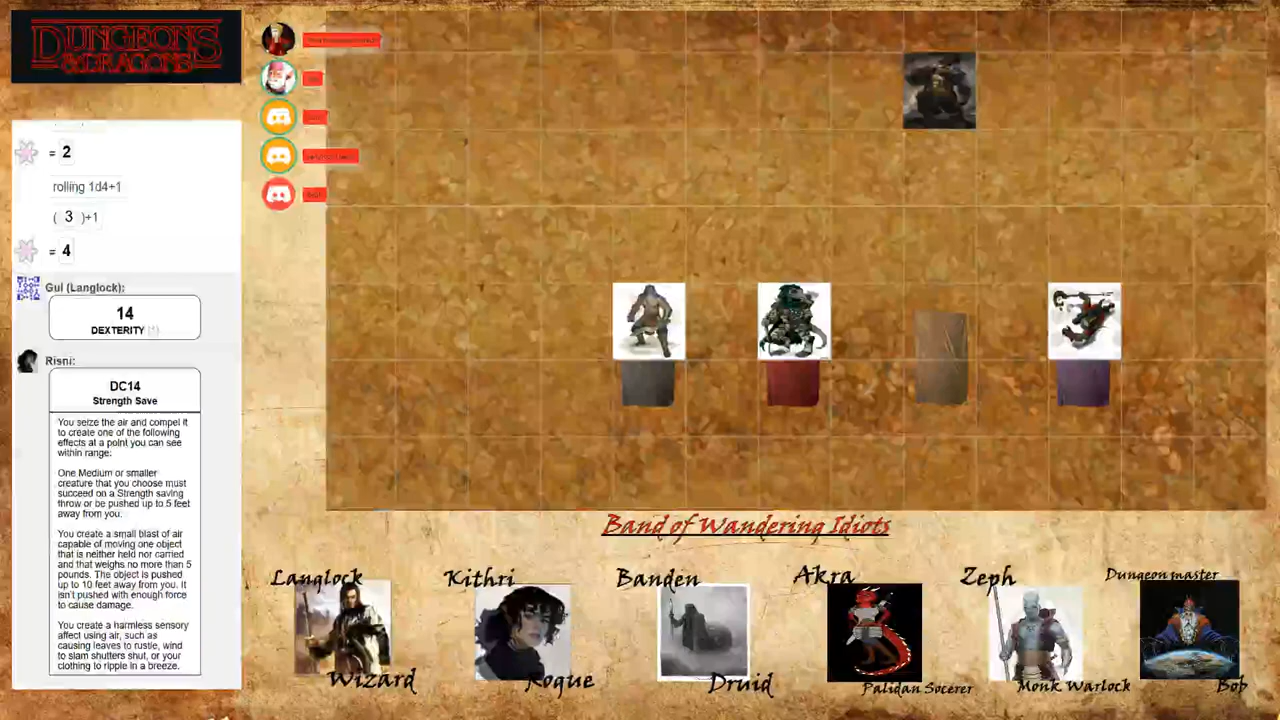 DUNGEONS
& DRAGONS
= 2
rolling 1d4+1
( 3 )+1
= 4
Gui (Langlock):
14
DEXTERITY
Risni:
DC14
Strength Save
You seize the air and compel it
to create one of the following
effects at a point you can see
within range:
One Medium or smaller
creature that you choose must
succeed on a Strength saving
throw or be pushed up to 5 feet
away from you.
You create a small blast of air
capable of moving one object
that is neither held nor carried
and that weighs no more than 5
pounds. The object is pushed
up to 10 feet away from you. It
isn't pushed with enough force
to cause damage.
You create a harmless sensory
affect using air, such as
causing leaves to rustle, wind
to slam shutters shut, or your
clothing to ripple in a breeze.
Band of Wandering Idiots
Langlock
Wizard
Kithri
Rogue
Banden
Druid
Akra
Palidan Socerer
Zeph
Monk Warlock
Dungeon master
Bob